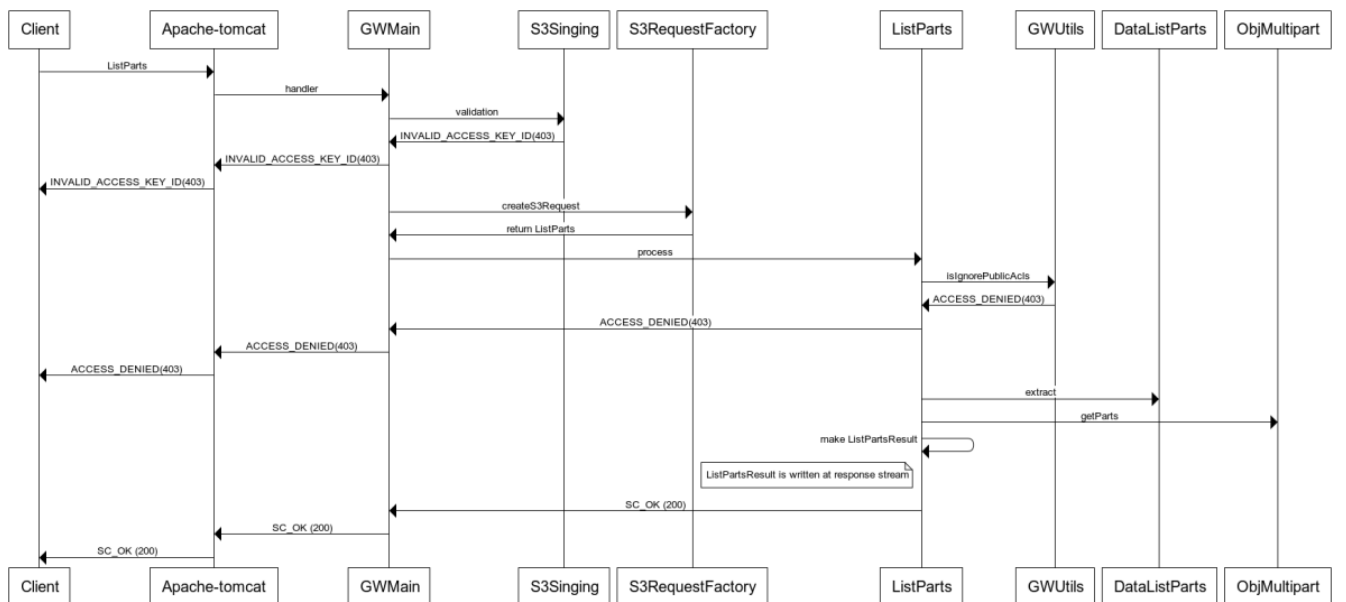 Client Apache-tomcat GWMain S3Singing S3RequestFactory ListParts GWUtils DataListParts ObjMultipart
ListParts
handler
validation
INVALID_ACCESS_KEY_ID(403)
INVALID_ACCESS_KEY_ID(403)
INVALID_ACCESS_KEY_ID(403)
createS3Request
return ListParts
process
isIgnorePublicAcls
ACCESS_DENIED(403)
ACCESS_DENIED(403)
ACCESS_DENIED(403)
ACCESS_DENIED(403)
extract
getParts
make ListPartsResult
ListPartsResult is written at response stream
SC_OK (200)
SC_OK (200)
SC_OK (200)
Client Apache-tomcat GWMain S3Singing S3RequestFactory ListParts GWUtils DataListParts ObjMultipart